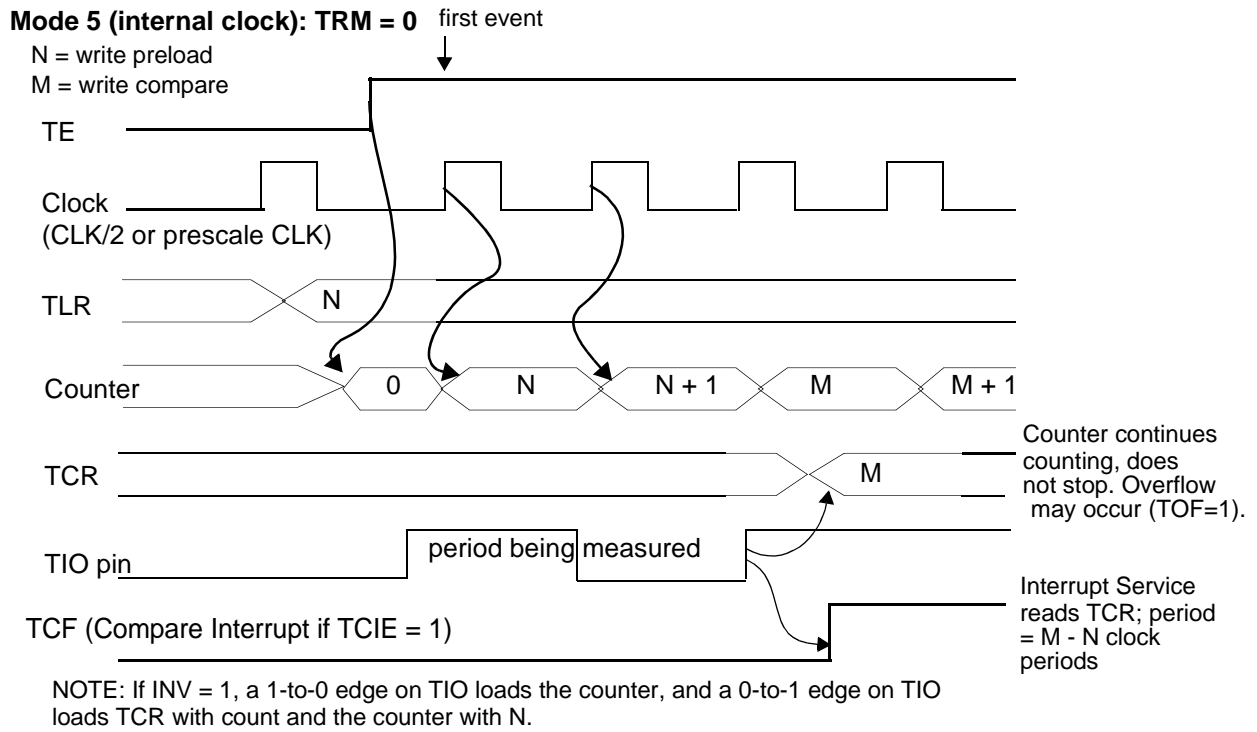 Mode 5 (internal clock): TRM = 0
first event
N = write preload
M = write compare
TE
Clock
(CLK/2 or prescale CLK)
TLR
N
Counter
0
N
N + 1
M
M + 1
TCR
M
Counter continues
counting, does
not stop. Overflow
may occur (TOF=1).
TIO pin
period being measured
Interrupt Service
reads TCR; period
= M - N clock
periods
TCF (Compare Interrupt if TCIE = 1)
NOTE: If INV = 1, a 1-to-0 edge on TIO loads the counter, and a 0-to-1 edge on TIO
loads TCR with count and the counter with N.